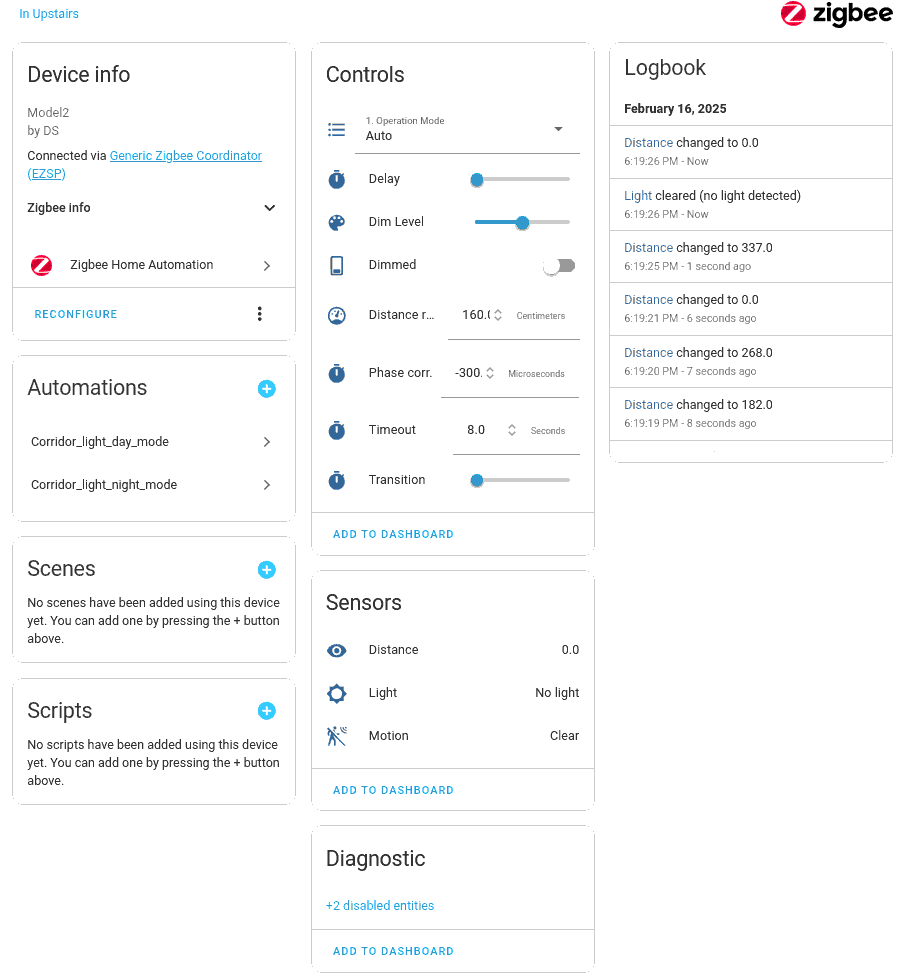 In Upstairs
zigbee
Device info
Model2
by DS
Connected via Generic Zigbee Coordinator
(EZSP)
Zigbee info
Zigbee Home Automation
RECONFIGURE
Automations
Corridor_light_day_mode
Corridor_light_night_mode
Scenes
No scenes have been added using this device
yet. You can add one by pressing the + button
above.
Scripts
No scripts have been added using this device
yet. You can add one by pressing the + button
above.
Controls
1. Operation Mode
Auto
Delay
Dim Level
Dimmed
Distance r... 160.0 Centimeters
Phase corr. -300. Microseconds
Timeout 8.0 Seconds
Transition
ADD TO DASHBOARD
Sensors
Distance 0.0
Light No light
Motion Clear
ADD TO DASHBOARD
Diagnostic
+2 disabled entities
ADD TO DASHBOARD
Logbook
February 16, 2025
Distance changed to 0.0
6:19:26 PM - Now
Light cleared (no light detected)
6:19:26 PM - Now
Distance changed to 337.0
6:19:25 PM - 1 second ago
Distance changed to 0.0
6:19:21 PM - 6 seconds ago
Distance changed to 268.0
6:19:20 PM - 7 seconds ago
Distance changed to 182.0
6:19:19 PM - 8 seconds ago